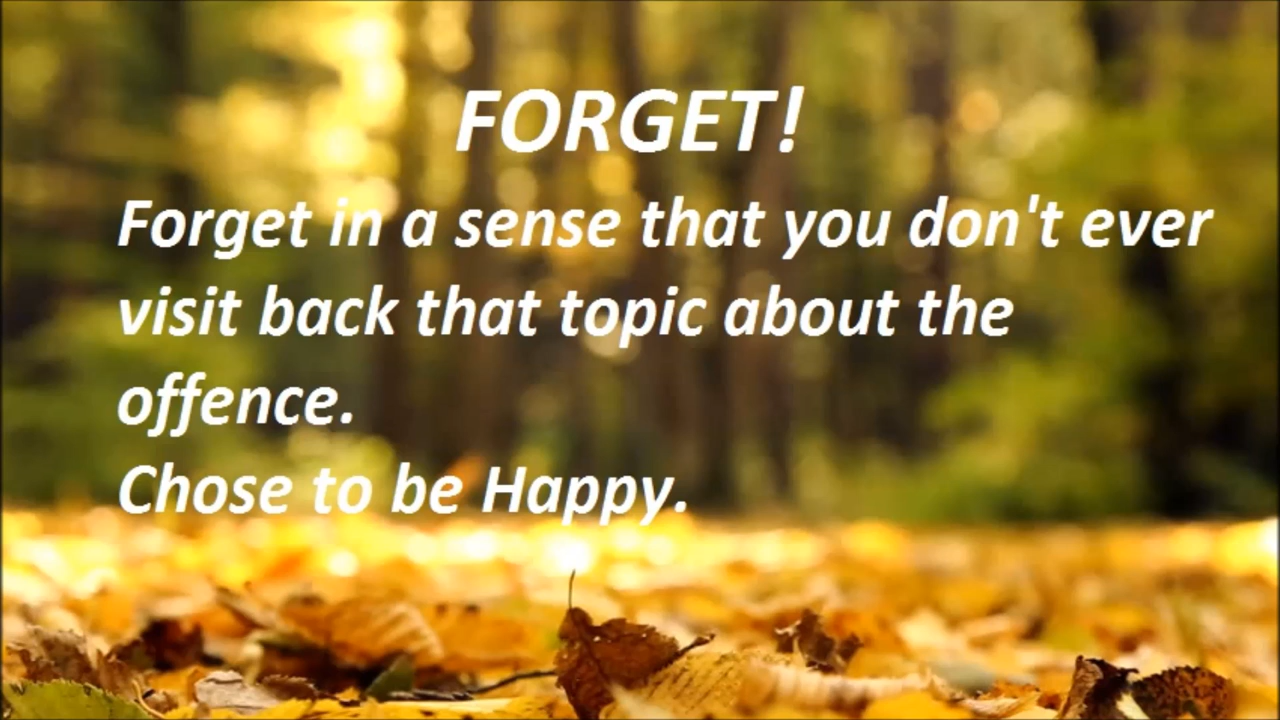 FORGET!
Forget in a sense that you don't ever
visit back that topic about the
offence.
Chose to be Happy.